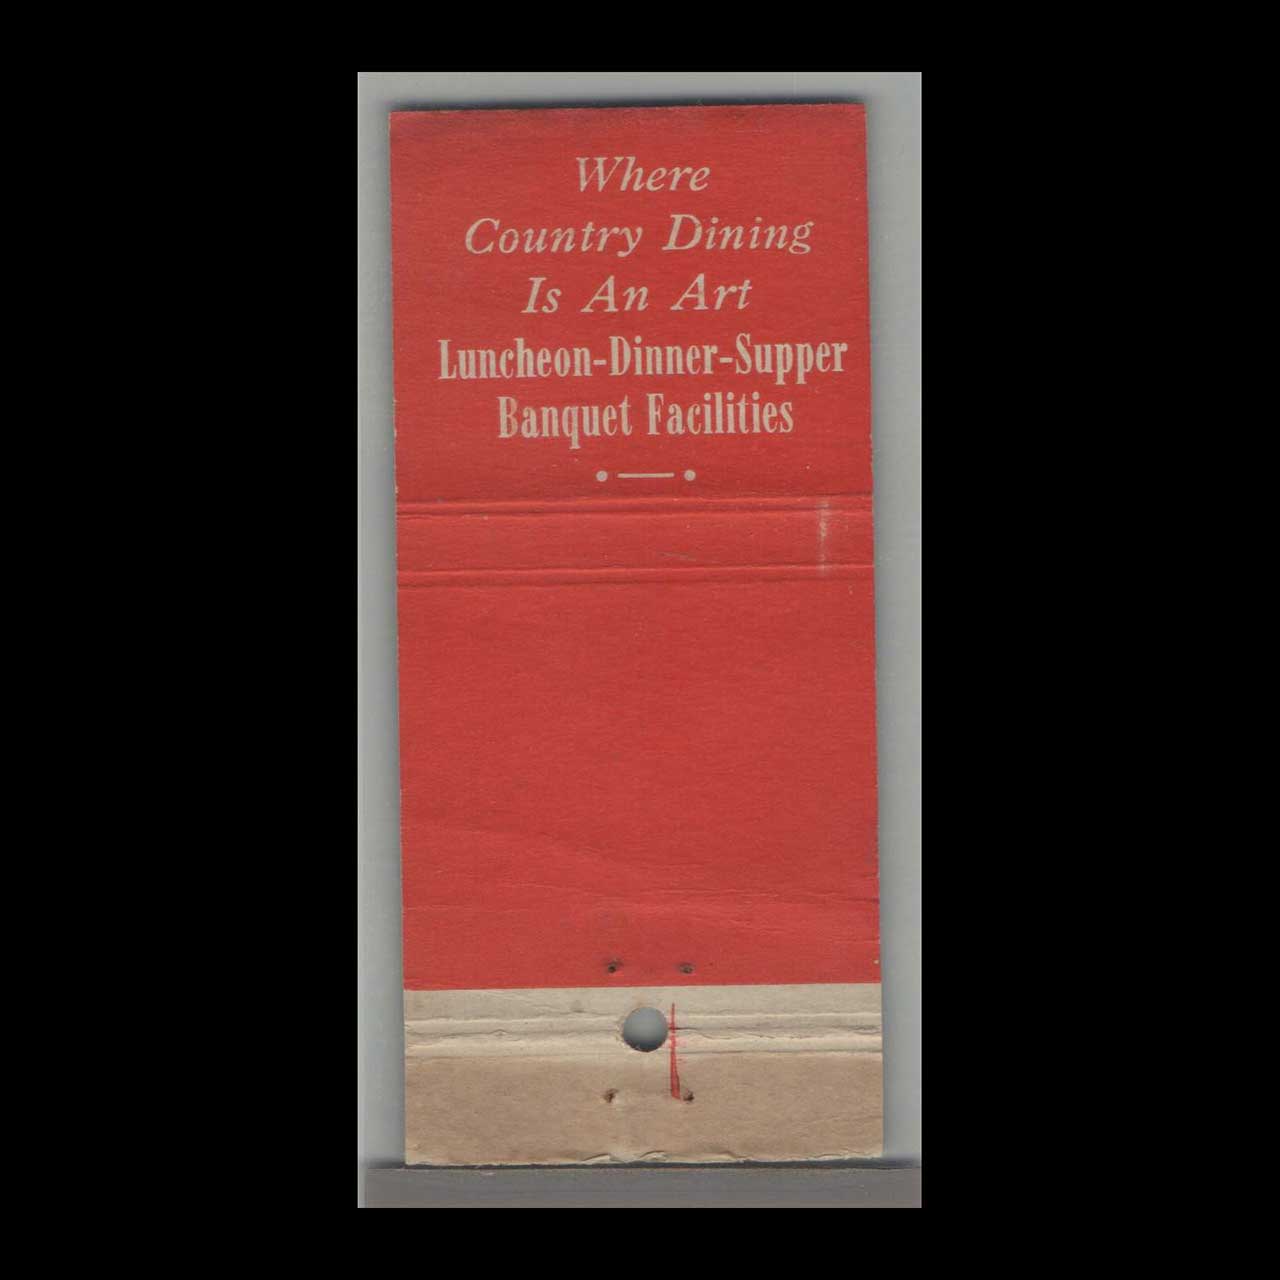 Where
Country Dining
Is An Art
Luncheon-Dinner-Supper
Banquet Facilities